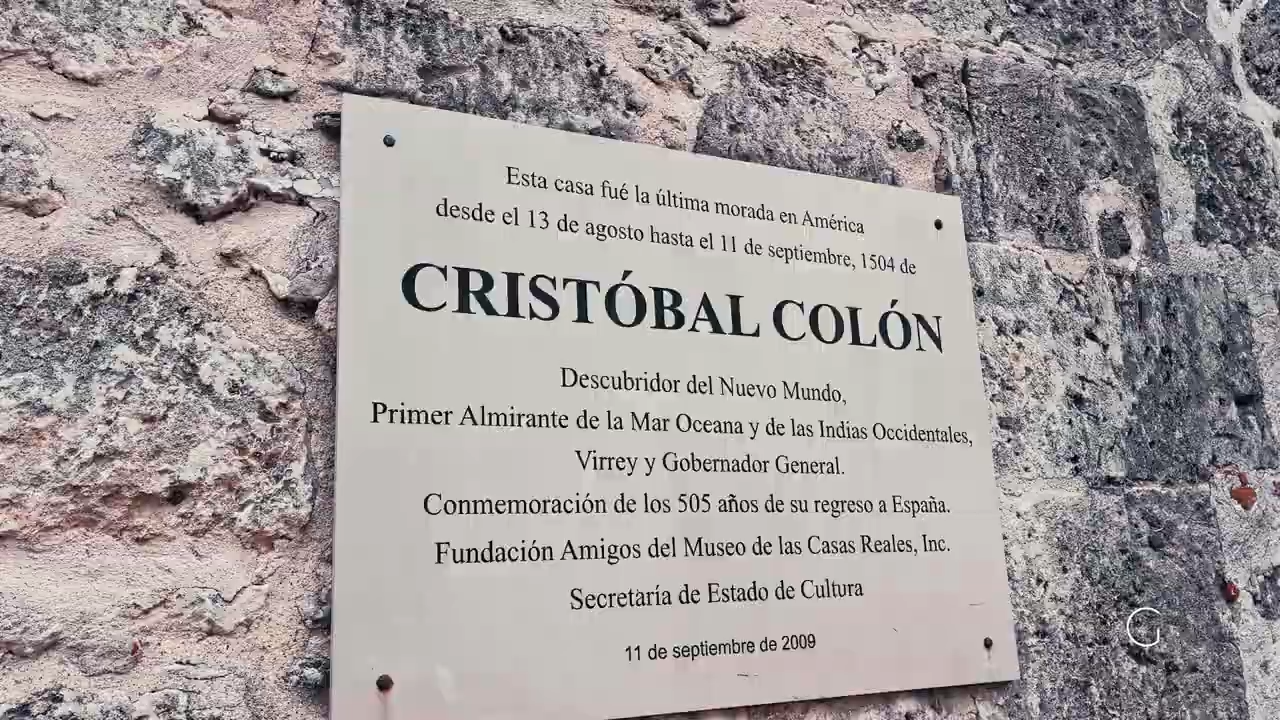 Esta casa fué la última morada en América
desde el 13 de agosto hasta el 11 de septiembre, 1504 de
CRISTÓBAL COLÓN
Descubridor del Nuevo Mundo,
Primer Almirante de la Mar Oceana y de las Indias Occidentales,
Virrey y Gobernador General.
Conmemoración de los 505 años de su regreso a España.
Fundación Amigos del Museo de las Casas Reales, Inc.
Secretaría de Estado de Cultura
11 de septiembre de 2009
G